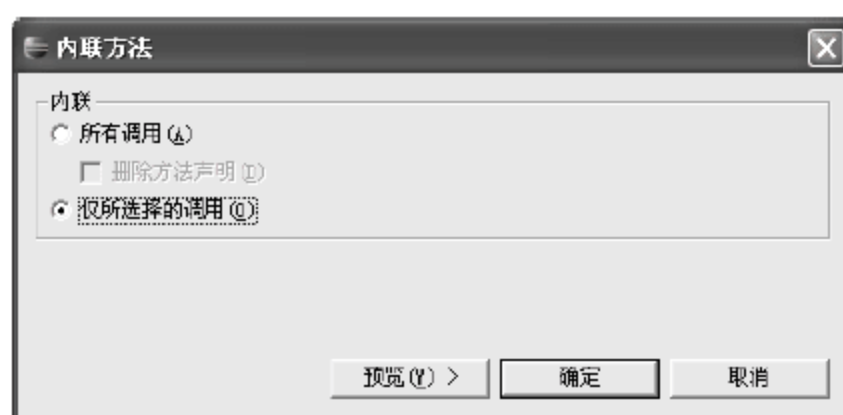 内联方法
内联
所有调用(A)
删除方法声明(D)
仅所选择的调用(O)
预览(V) >
确定
取消